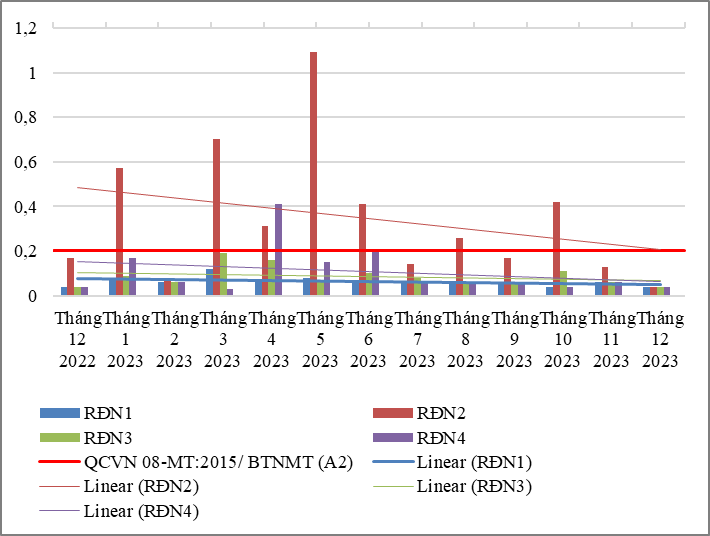 1,2
1
0,8
0,6
0,4
0,2
0
Tháng Tháng Tháng Tháng Tháng Tháng Tháng Tháng Tháng Tháng Tháng Tháng Tháng
12 1 2 3 4 5 6 7 8 9 10 11 12
2022 2023 2023 2023 2023 2023 2023 2023 2023 2023 2023 2023 2023
RĐN1 RĐN2
RĐN3 RĐN4
QCVN 08-MT:2015/ BTNMT (A2) Linear (RĐN1)
Linear (RĐN2) Linear (RĐN3)
Linear (RĐN4)